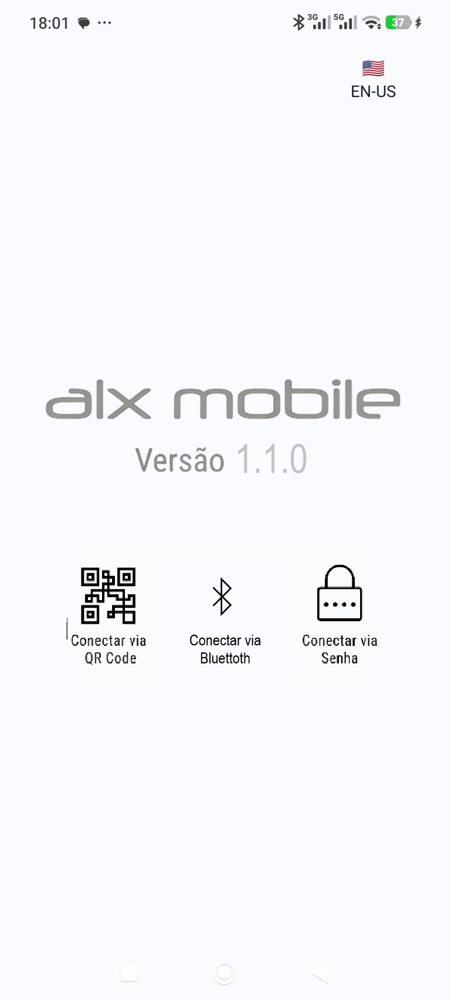 18:01 ... 3G 5G 37
EN-US
alx mobile
Versão 1.1.0
Conectar via
QR Code
Conectar via
Bluettoth
Conectar via
Senha